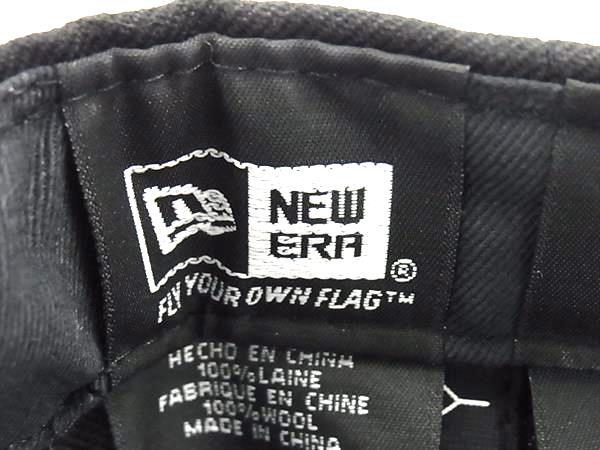 NEW
ERA®
FLY YOUR OWN FLAG™
HECHO EN CHINA
100% LAINE
FABRIQUE EN CHINE
100% WOOL
MADE IN CHINA